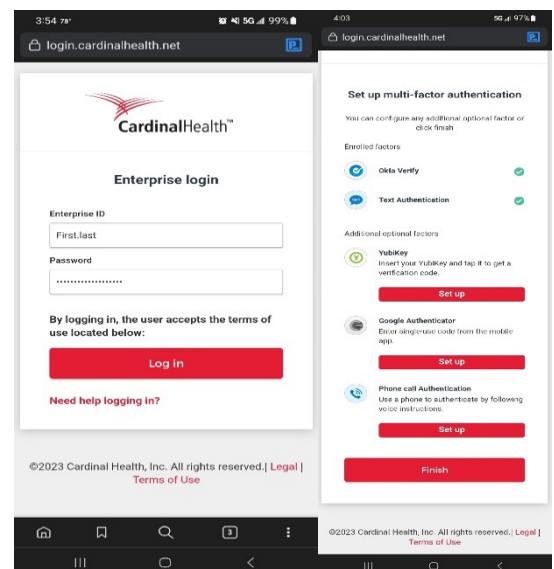 3:54 78°
5G 99%
login.cardinalhealth.net
CardinalHealth™
Enterprise login
Enterprise ID
First.last
Password
··················
By logging in, the user accepts the terms of
use located below:
Log in
Need help logging in?
©2023 Cardinal Health, Inc. All rights reserved.| Legal |
Terms of Use
3
4:03
5G 97%
login.cardinalhealth.net
Set up multi-factor authentication
You can configure any additional optional factor or
click finish
Enrolled factors
Okta Verify
Text Authentication
Additional optional factors
YubiKey
Insert your YubiKey and tap it to get a
verification code.
Set up
Google Authenticator
Enter single-use code from the mobile
app.
Set up
Phone call Authentication
Use a phone to authenticate by following
voice instructions.
Set up
Finish
©2023 Cardinal Health, Inc. All rights reserved.| Legal |
Terms of Use